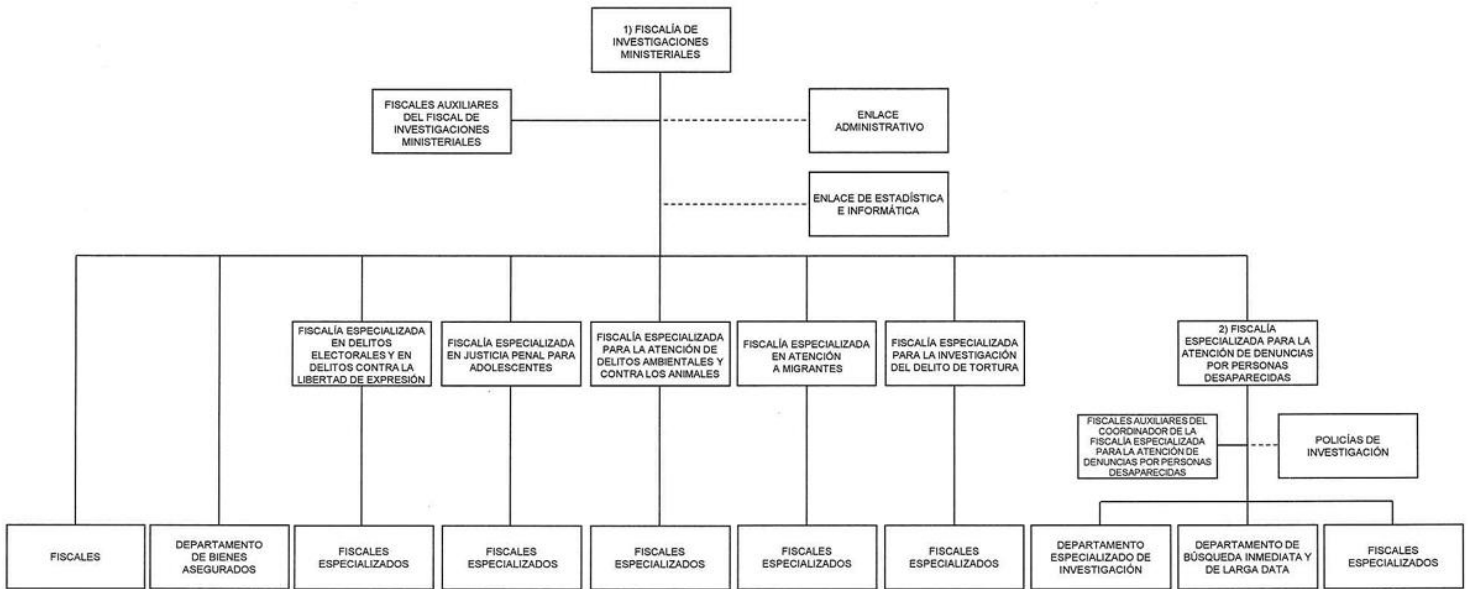 1) FISCALÍA DE
INVESTIGACIONES
MINISTERIALES
FISCALES AUXILIARES
DEL FISCAL DE
INVESTIGACIONES
MINISTERIALES
ENLACE
ADMINISTRATIVO
ENLACE DE ESTADÍSTICA
E INFORMÁTICA
FISCALÍA ESPECIALIZADA
EN DELITOS
ELECTORALES Y EN
DELITOS CONTRA LA
LIBERTAD DE EXPRESIÓN
FISCALÍA ESPECIALIZADA
EN JUSTICIA PENAL PARA
ADOLESCENTES
FISCALÍA ESPECIALIZADA
PARA LA ATENCIÓN DE
DELITOS AMBIENTALES Y
CONTRA LOS ANIMALES
FISCALÍA ESPECIALIZADA
EN ATENCIÓN
A MIGRANTES
FISCALÍA ESPECIALIZADA
PARA LA INVESTIGACIÓN
DEL DELITO DE TORTURA
2) FISCALÍA
ESPECIALIZADA PARA LA
ATENCIÓN DE DENUNCIAS
POR PERSONAS
DESAPARECIDAS
FISCALES AUXILIARES DEL
COORDINADOR DE LA
FISCALÍA ESPECIALIZADA
PARA LA ATENCIÓN DE
DENUNCIAS POR PERSONAS
DESAPARECIDAS
POLICÍAS DE
INVESTIGACIÓN
FISCALES
DEPARTAMENTO
DE BIENES
ASEGURADOS
FISCALES
ESPECIALIZADOS
FISCALES
ESPECIALIZADOS
FISCALES
ESPECIALIZADOS
FISCALES
ESPECIALIZADOS
FISCALES
ESPECIALIZADOS
DEPARTAMENTO
ESPECIALIZADO DE
INVESTIGACIÓN
DEPARTAMENTO DE
BÚSQUEDA INMEDIATA Y
DE LARGA DATA
FISCALES
ESPECIALIZADOS